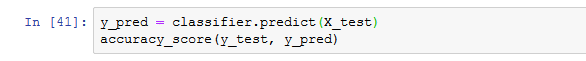 In [41]: y_pred = classifier.predict(X_test)
accuracy_score(y_test, y_pred)